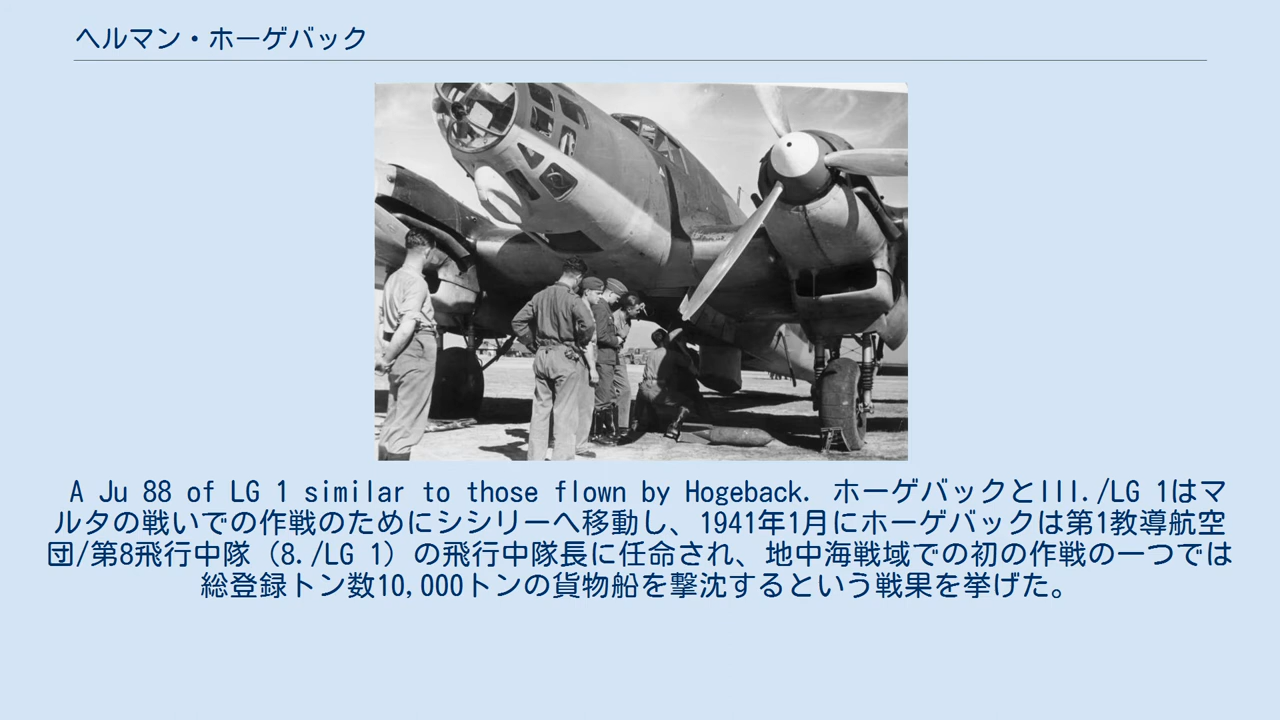 ヘルマン・ホーゲバック
A Ju 88 of LG 1 similar to those flown by Hogeback. ホーゲバックとIII./LG 1はマ
ルタの戦いでの作戦のためにシシリーへ移動し、1941年1月にホーゲバックは第1教導航空
団/第8飛行中隊（8./LG 1）の飛行中隊長に任命され、地中海戦域での初の作戦の一つでは
総登録トン数10,000トンの貨物船を撃沈するという戦果を挙げた。